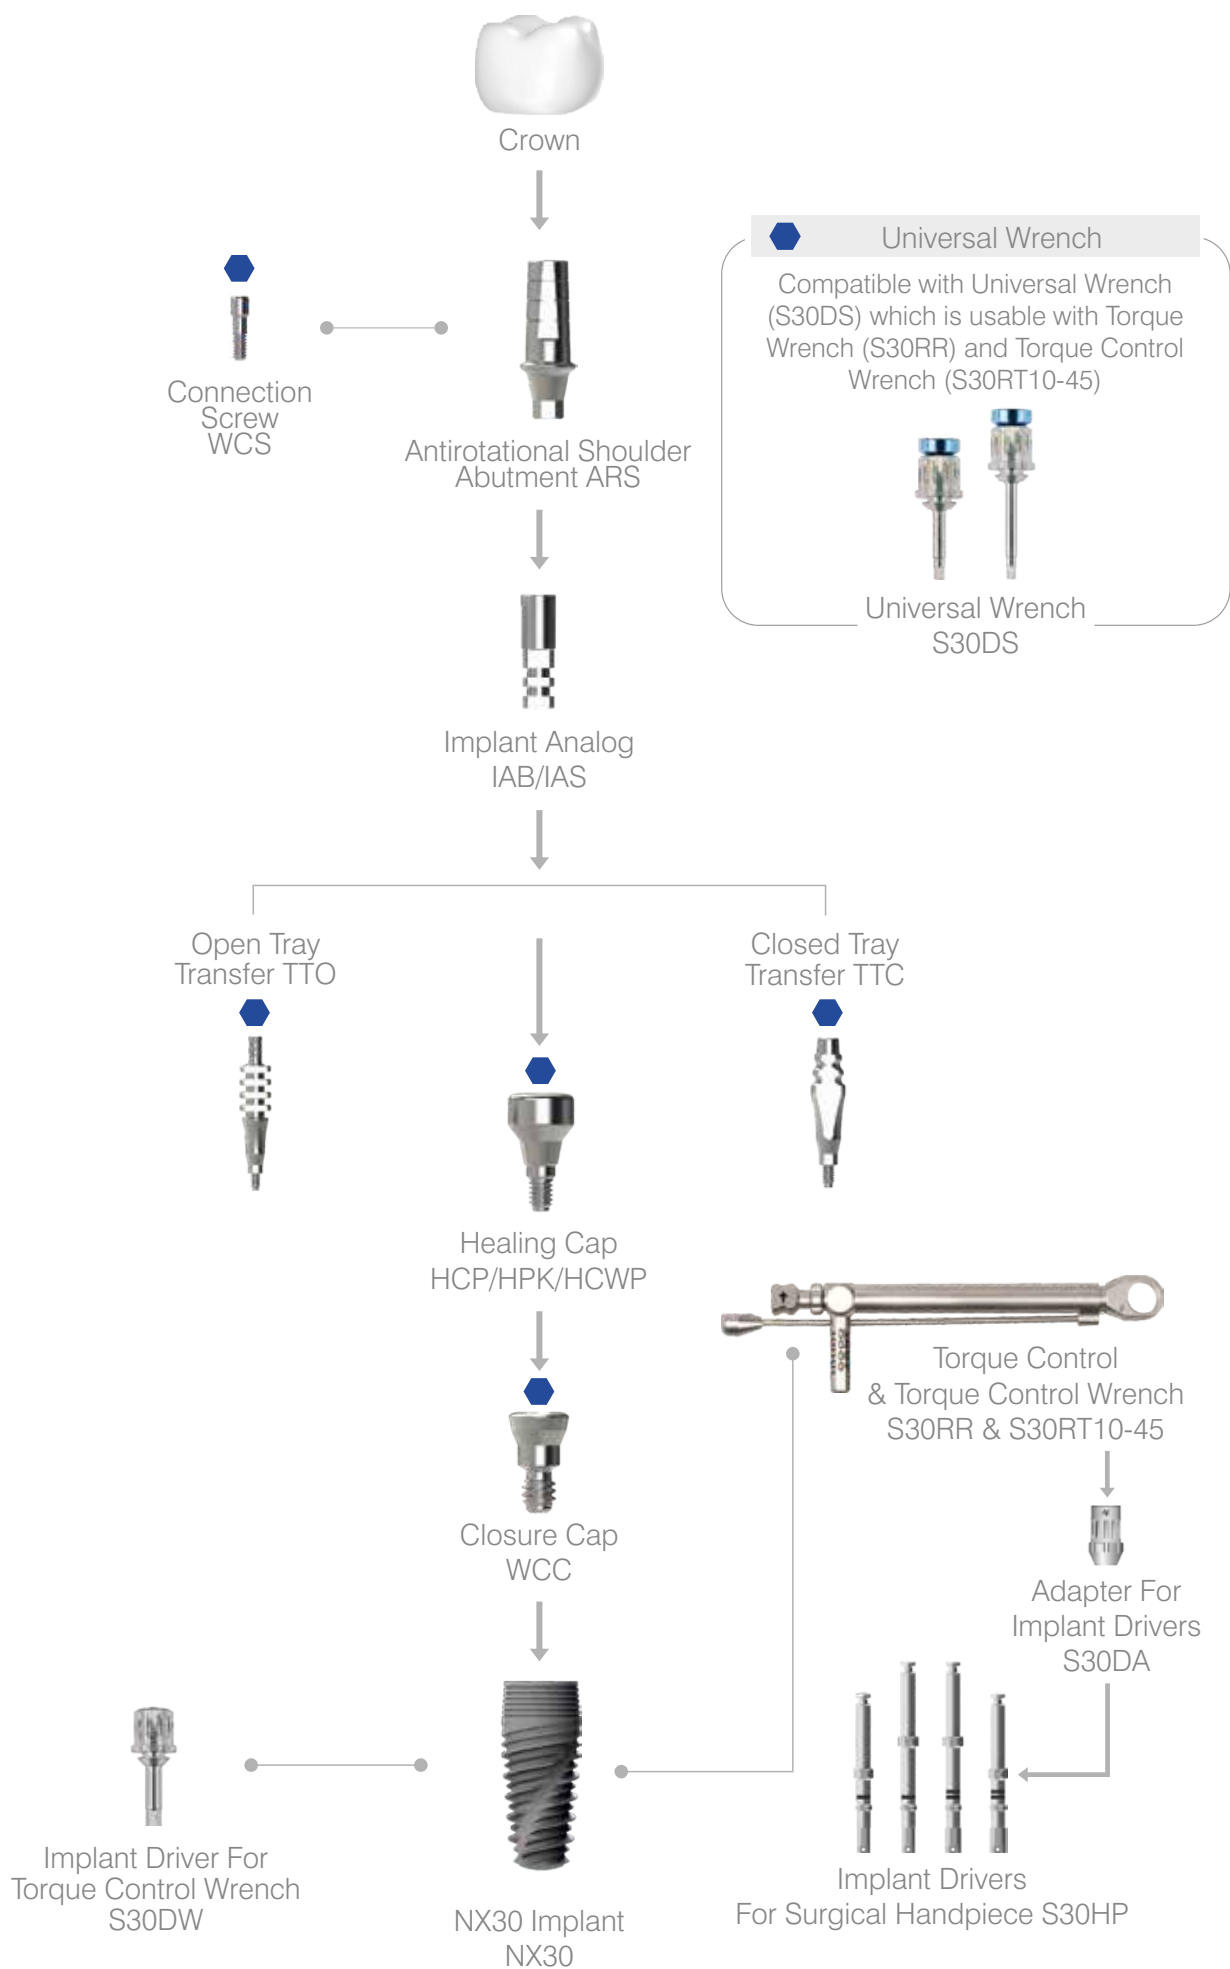 Crown
Universal Wrench
Compatible with Universal Wrench
(S30DS) which is usable with Torque
Wrench (S30RR) and Torque Control
Wrench (S30RT10-45)
Connection
Screw
WCS
Antirotational Shoulder
Abutment ARS
Universal Wrench
S30DS
Implant Analog
IAB/IAS
Open Tray
Transfer TTO
Closed Tray
Transfer TTC
Healing Cap
HCP/HPK/HCWP
Torque Control
& Torque Control Wrench
S30RR & S30RT10-45
Closure Cap
WCC
Adapter For
Implant Drivers
S30DA
Implant Driver For
Torque Control Wrench
S30DW
NX30 Implant
NX30
Implant Drivers
For Surgical Handpiece S30HP